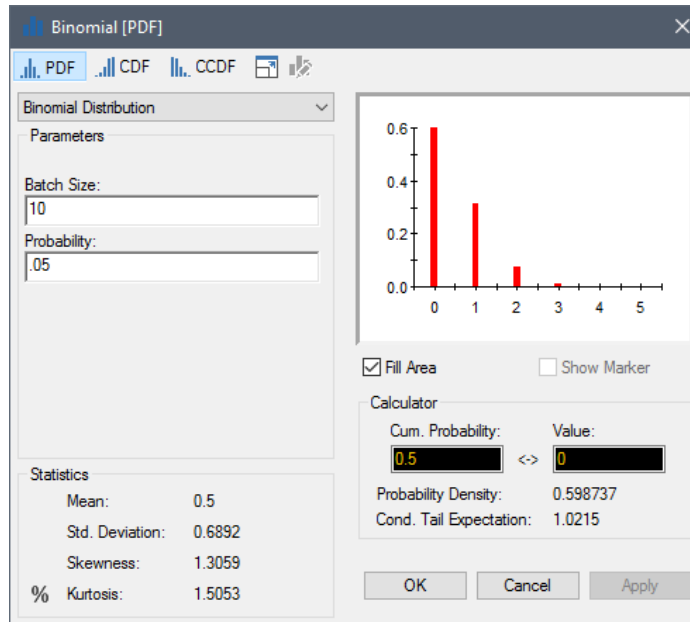 Binomial [PDF]
PDF CDF CCDF
Binomial Distribution
Parameters
Batch Size:
10
Probability:
.05
Statistics
Mean: 0.5
Std. Deviation: 0.6892
Skewness: 1.3059
% Kurtosis: 1.5053
0.6
0.4
0.2
0.0
0 1 2 3 4 5
Fill Area Show Marker
Calculator
Cum. Probability: Value:
0.5 <-> 0
Probability Density: 0.598737
Cond. Tail Expectation: 1.0215
OK Cancel Apply